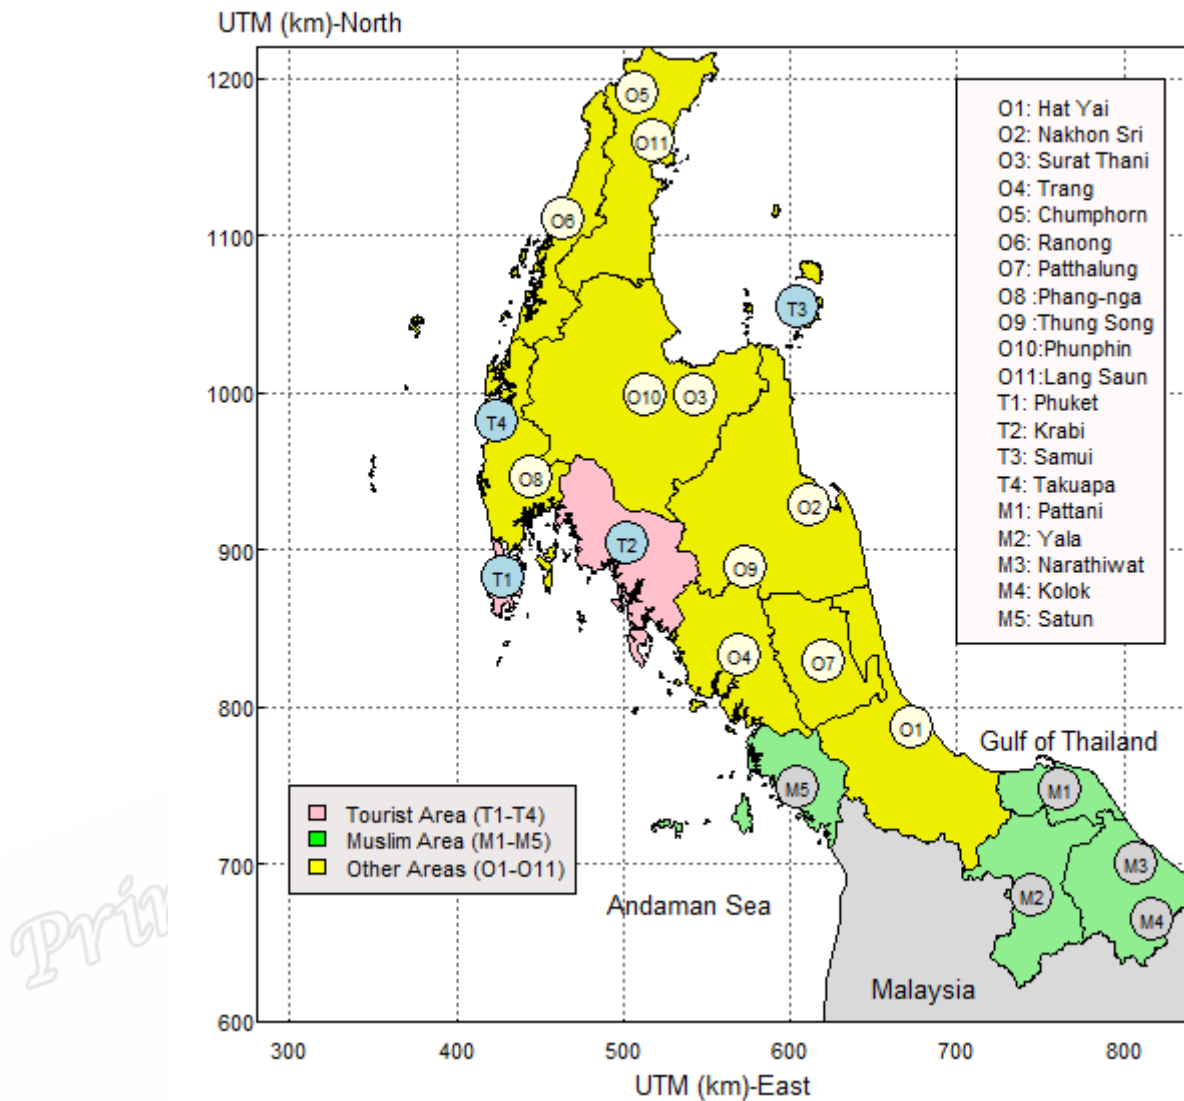 UTM (km)-North
1200
1100
1000
900
800
700
600
300
400
500
600
700
800
UTM (km)-East
O1: Hat Yai
O2: Nakhon Sri
O3: Surat Thani
O4: Trang
O5: Chumphorn
O6: Ranong
O7: Patthalung
O8 :Phang-nga
O9 :Thung Song
O10:Phunphin
O11:Lang Saun
T1: Phuket
T2: Krabi
T3: Samui
T4: Takuapa
M1: Pattani
M2: Yala
M3: Narathiwat
M4: Kolok
M5: Satun
O5
O11
O6
T3
O10
O3
T4
O8
O2
T2
O9
T1
O4
O7
O1
Gulf of Thailand
M5
M1
Tourist Area (T1-T4)
Muslim Area (M1-M5)
Other Areas (O1-O11)
M3
M2
M4
Andaman Sea
Malaysia